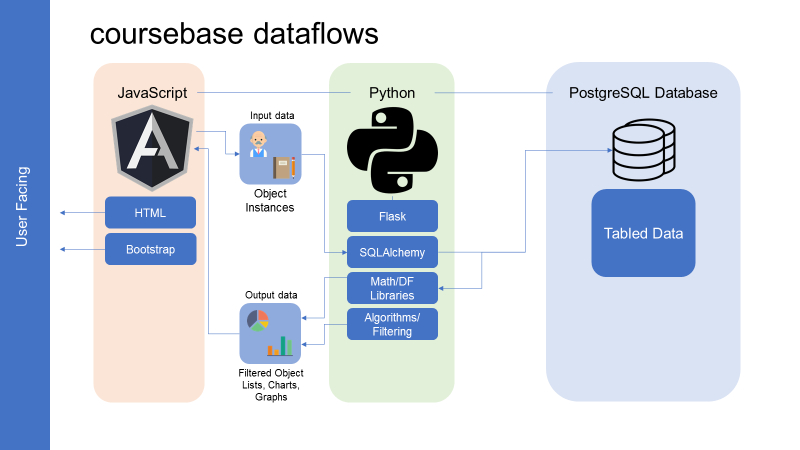 coursebase dataflows
User Facing
JavaScript
HTML
Bootstrap
Input data
Object
Instances
Output data
Filtered Object
Lists, Charts,
Graphs
Python
Flask
SQLAlchemy
Math/DF
Libraries
Algorithms/
Filtering
PostgreSQL Database
Tabled Data